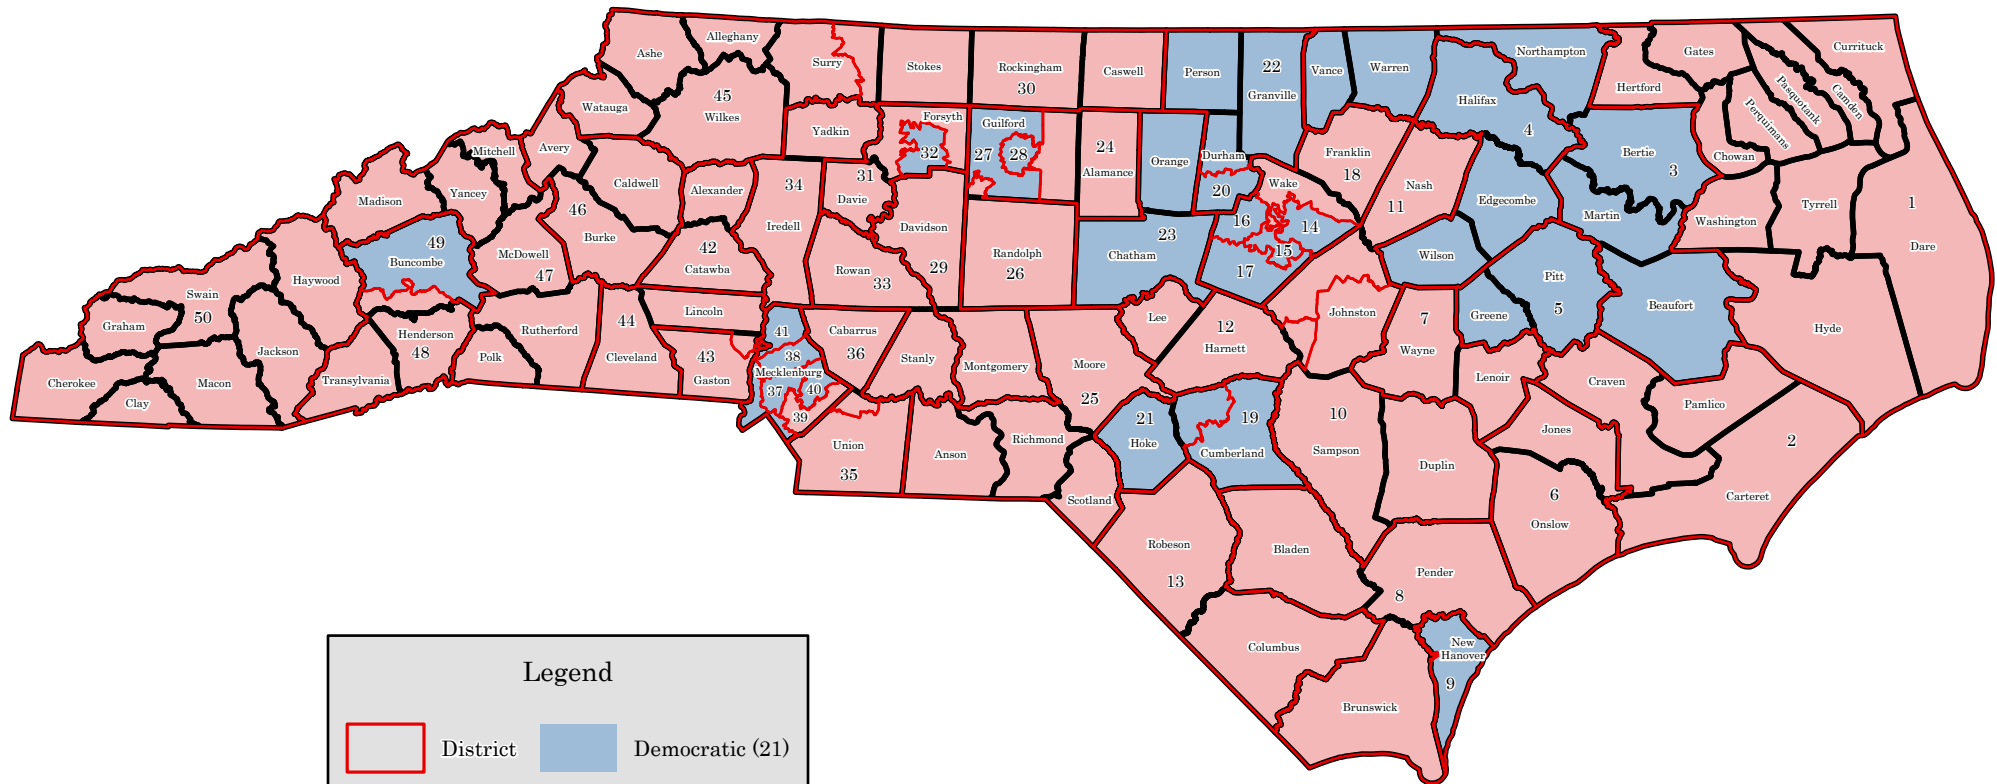 Ashe
Alleghany
Surry
Stokes
Rockingham
30
Caswell
Person
22
Granville
Vance
Warren
Northampton
Halifax
4
Gates
Hertford
Currituck
Camden
Pasquotank
Perquimans
Chowan
Watauga
45
Wilkes
Yadkin
Forsyth
32
Guilford
27
28
24
Alamance
Orange
Durham
20
Franklin
18
Nash
11
Edgecombe
Bertie
3
Martin
Washington
Tyrrell
1
Dare
Mitchell
Avery
Yancey
Madison
Caldwell
Alexander
34
Iredell
31
Davie
Davidson
29
Randolph
26
23
Chatham
Wake
16
14
15
17
Wilson
Pitt
5
Greene
Beaufort
Hyde
46
Burke
McDowell
47
49
Buncombe
Haywood
42
Catawba
Rowan
33
Swain
50
Graham
Jackson
Macon
Cherokee
Clay
Henderson
48
Transylvania
Polk
Rutherford
44
Cleveland
Lincoln
43
Gaston
41
38
Mecklenburg
37
40
39
Cabarrus
36
Stanly
Montgomery
Moore
25
Lee
12
Harnett
Johnston
7
Wayne
Lenoir
Craven
Pamlico
Jones
2
Carteret
Union
35
Anson
Richmond
Scotland
21
Hoke
19
Cumberland
10
Sampson
Duplin
6
Onslow
Robeson
13
Bladen
Pender
8
Columbus
Brunswick
New
Hanover
9
Legend
District
Democratic (21)